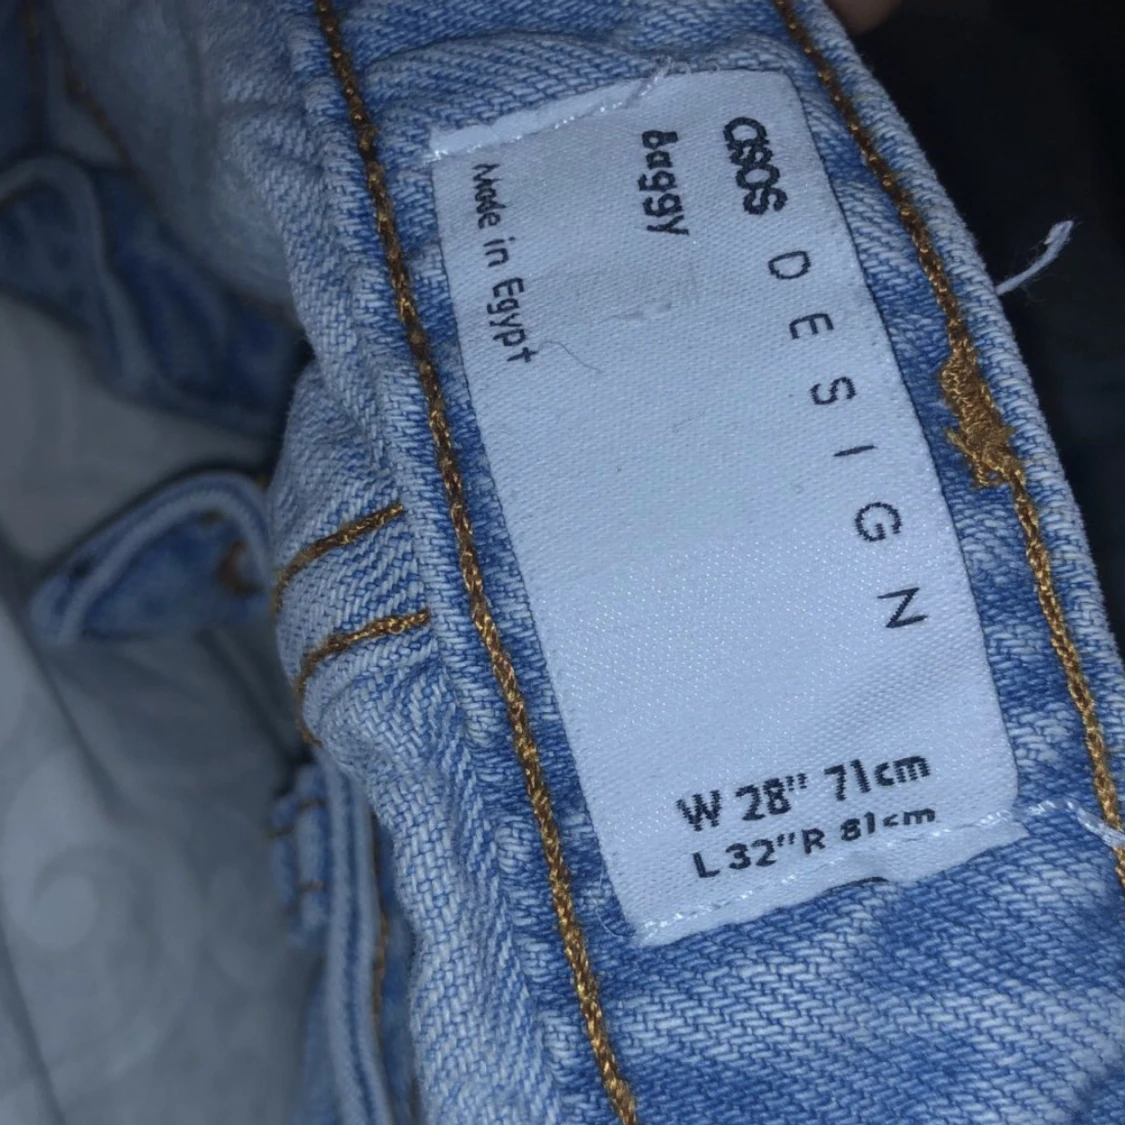 asos DESIGN
Baggy
Made in Egypt
W 28" 71cm
L 32"R 81cm